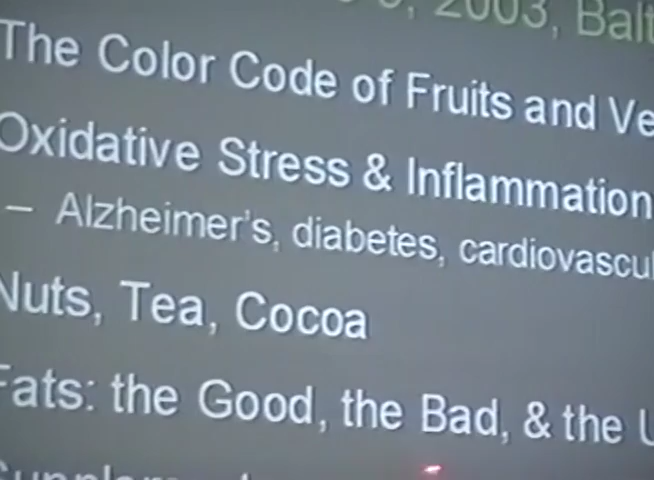 2003, Balt
The Color Code of Fruits and Ve
Oxidative Stress & Inflammation
– Alzheimer's, diabetes, cardiovascul
Nuts, Tea, Cocoa
Fats: the Good, the Bad, & the U